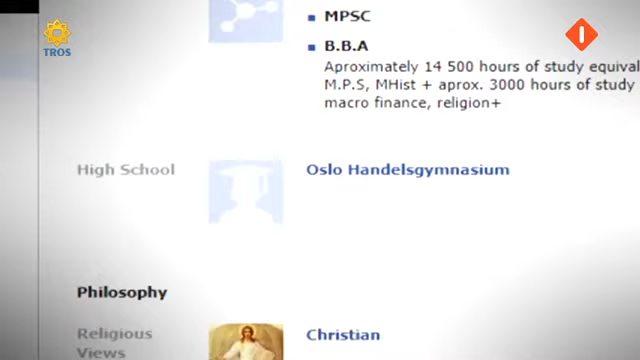 TROS
1
MPSC
B.B.A
Aproximately 14 500 hours of study equival
M.P.S, MHist + aprox. 3000 hours of study
macro finance, religion+
High School
Oslo Handelsgymnasium
Philosophy
Religious
Views
Christian